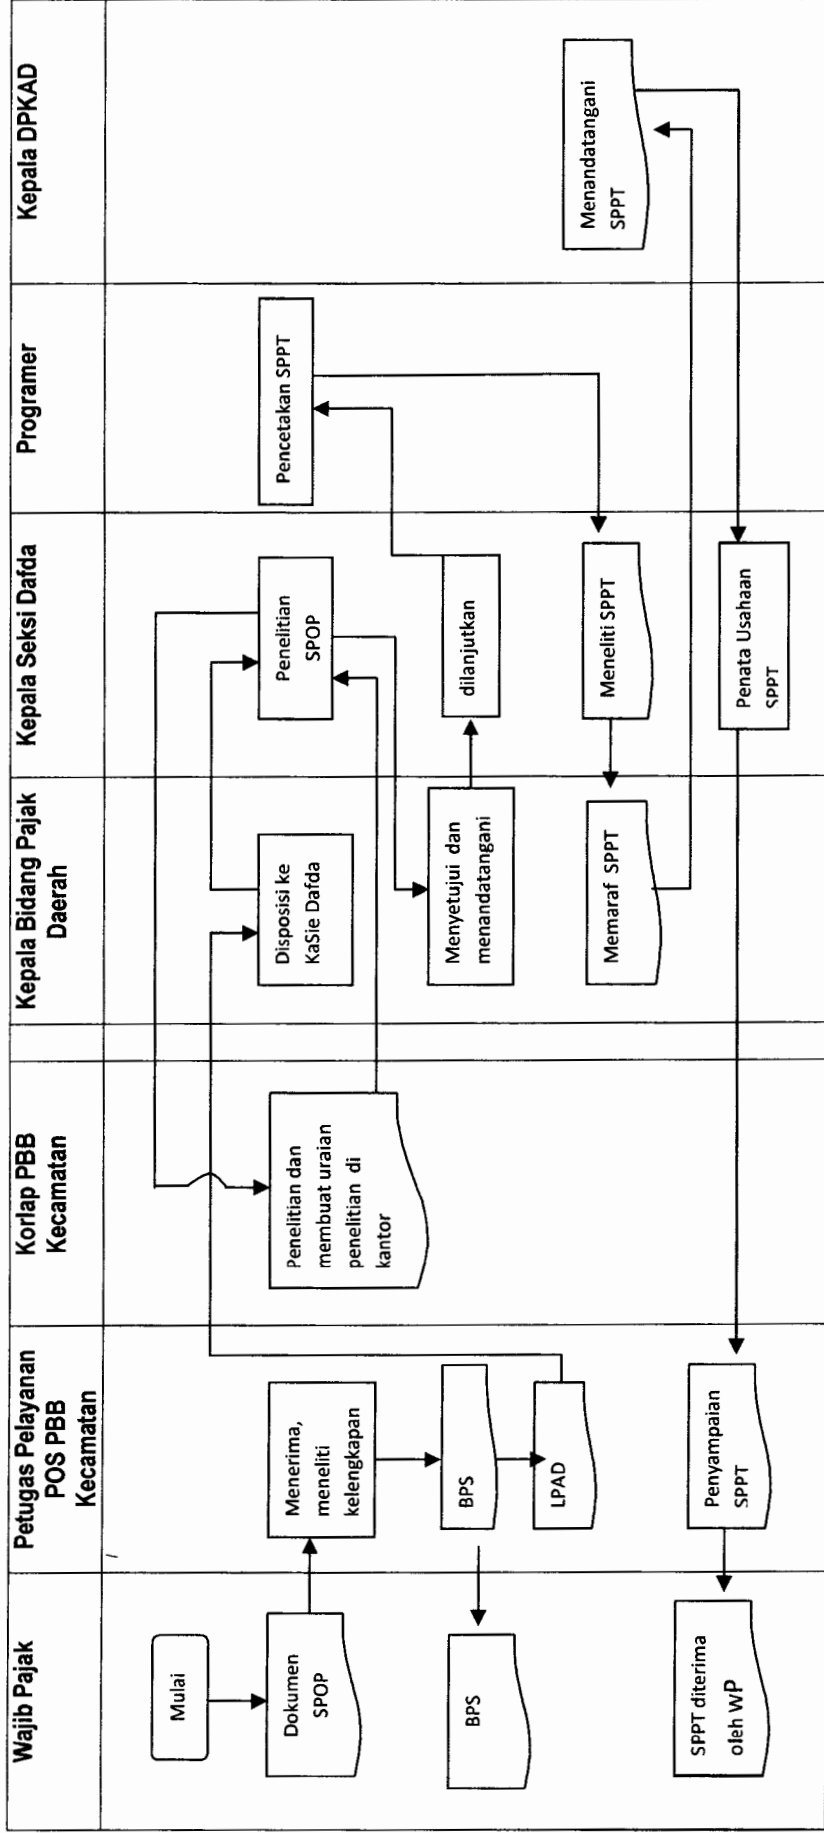 Wajib Pajak
Petugas Pelayanan
POS PBB
Kecamatan
Korlap PBB
Kecamatan
Kepala Bidang Pajak
Daerah
Kepala Seksi Dafda
Programer
Kepala DPKAD
Mulai
Dokumen
SPOP
Menerima,
meneliti
kelengkapan
BPS
BPS
LPAD
Penelitian dan
membuat uraian
penelitian di
kantor
Disposisi ke
KaSie Dafda
Penelitian
SPOP
Menyetujui dan
menandatangani
dilanjutkan
Pencetakan SPPT
Meneliti SPPT
Memaraf SPPT
Menandatangani
SPPT
Penata Usahaan
SPPT
Penyampaian
SPPT
SPPT diterima
oleh WP